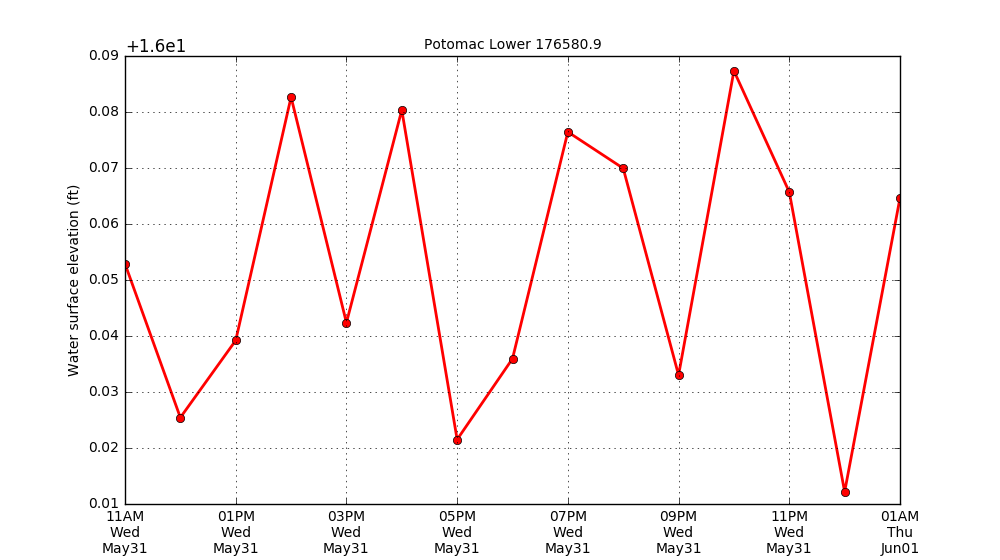 +1.6e1
Potomac Lower 176580.9
Water surface elevation (ft)
0.09
0.08
0.07
0.06
0.05
0.04
0.03
0.02
0.01
11AM 01PM 03PM 05PM 07PM 09PM 11PM 01AM
Wed Wed Wed Wed Wed Wed Wed Thu
May31 May31 May31 May31 May31 May31 May31 Jun01